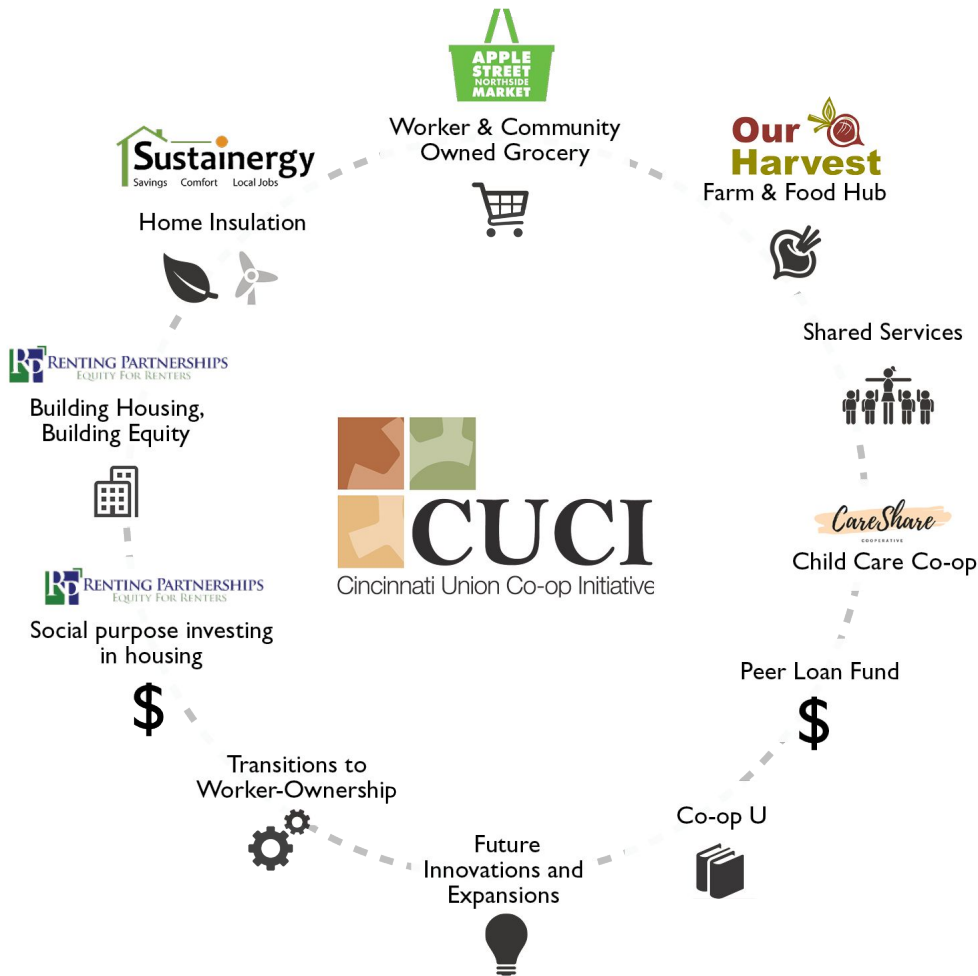 APPLE
STREET
NORTHSIDE
MARKET
Worker & Community
Owned Grocery
Our
Harvest
Farm & Food Hub
Shared Services
CareShare
COOPERATIVE
Child Care Co-op
Peer Loan Fund
$
Co-op U
Future
Innovations and
Expansions
Transitions to
Worker-Ownership
RP RENTING PARTNERSHIPS
EQUITY FOR RENTERS
Social purpose investing
in housing
$
RP RENTING PARTNERSHIPS
EQUITY FOR RENTERS
Building Housing,
Building Equity
Sustainergy
Savings Comfort Local Jobs
Home Insulation
CUCI
Cincinnati Union Co-op Initiative